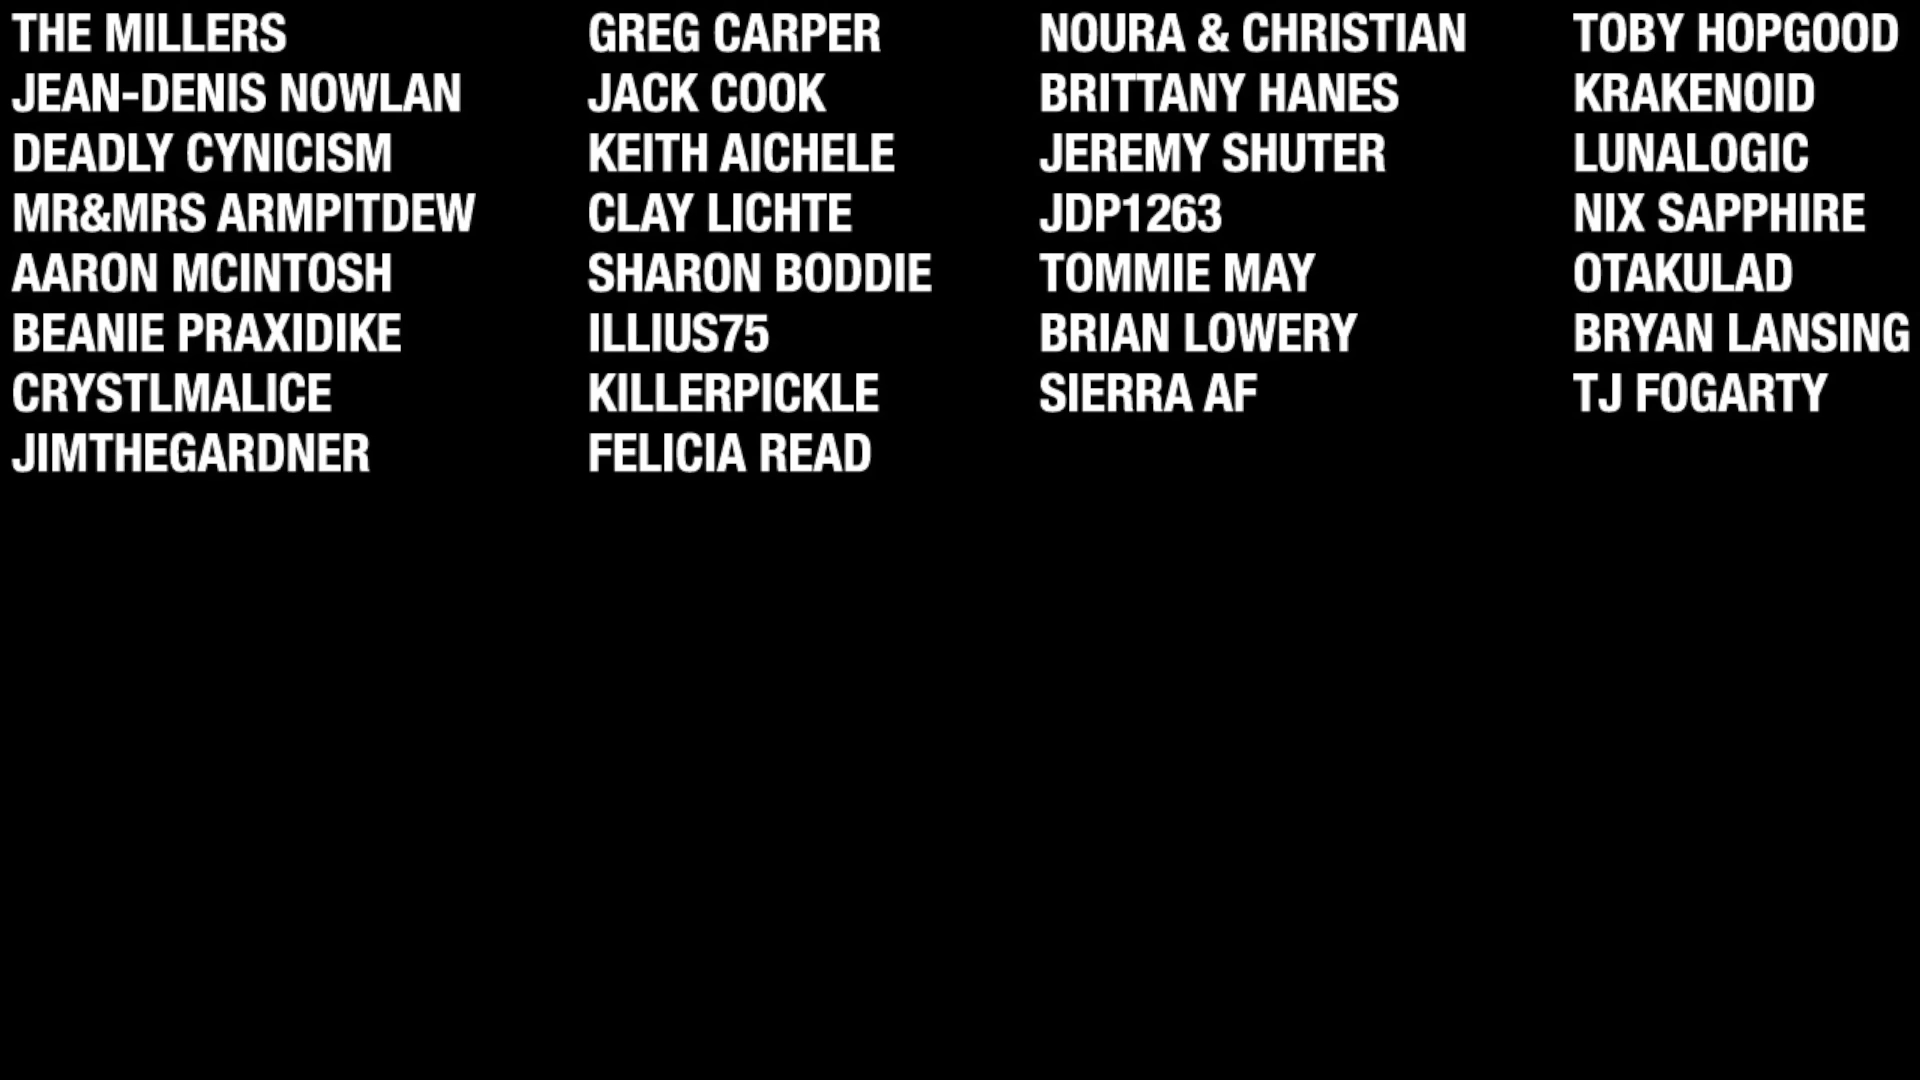 THE MILLERS
JEAN-DENIS NOWLAN
DEADLY CYNICISM
MR&MRS ARMPITDEW
AARON MCINTOSH
BEANIE PRAXIDIKE
CRYSTLMALICE
JIMTHEGARDNER
GREG CARPER
JACK COOK
KEITH AICHELE
CLAY LICHTE
SHARON BODDIE
ILLIUS75
KILLERPICKLE
FELICIA READ
NOURA & CHRISTIAN
BRITTANY HANES
JEREMY SHUTER
JDP1263
TOMMIE MAY
BRIAN LOWERY
SIERRA AF
TOBY HOPGOOD
KRAKENOID
LUNALOGIC
NIX SAPPHIRE
OTAKULAD
BRYAN LANSING
TJ FOGARTY